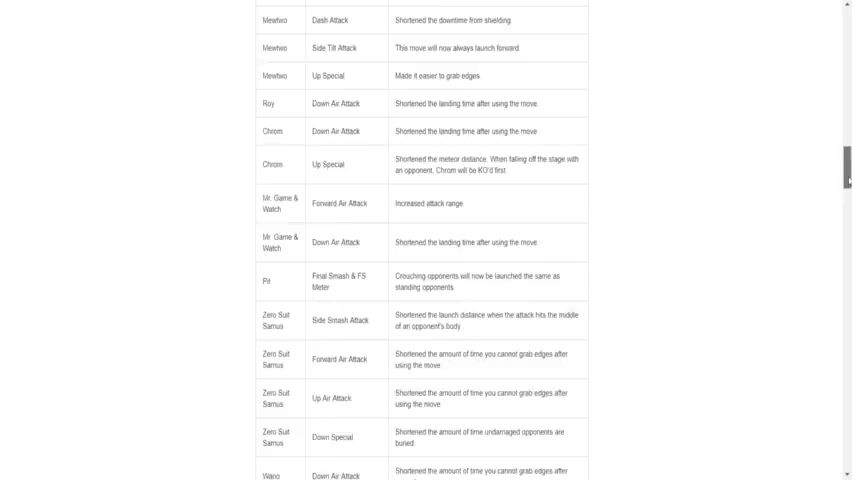 Mewtwo Dash Attack Shortened the downtime from shielding.
Mewtwo Side Tilt Attack This move will now always launch forward.
Mewtwo Up Special Made it easier to grab edges.
Roy Down Air Attack Shortened the landing time after using the move.
Chrom Down Air Attack Shortened the landing time after using the move.
Chrom Up Special Shortened the meteor distance. When falling off the stage with
an opponent, Chrom will be KO'd first.
Mr. Game &
Watch Forward Air Attack Increased attack range.
Mr. Game &
Watch Down Air Attack Shortened the landing time after using the move.
Pit Final Smash & FS
Meter Crouching opponents will now be launched the same as
standing opponents.
Zero Suit
Samus Side Smash Attack Shortened the launch distance when the attack hits the middle
of an opponent's body.
Zero Suit
Samus Forward Air Attack Shortened the amount of time you cannot grab edges after
using the move.
Zero Suit
Samus Up Air Attack Shortened the amount of time you cannot grab edges after
using the move.
Zero Suit
Samus Down Special Shortened the amount of time undamaged opponents are
buried.
Wario Down Air Attack Shortened the amount of time you cannot grab edges after